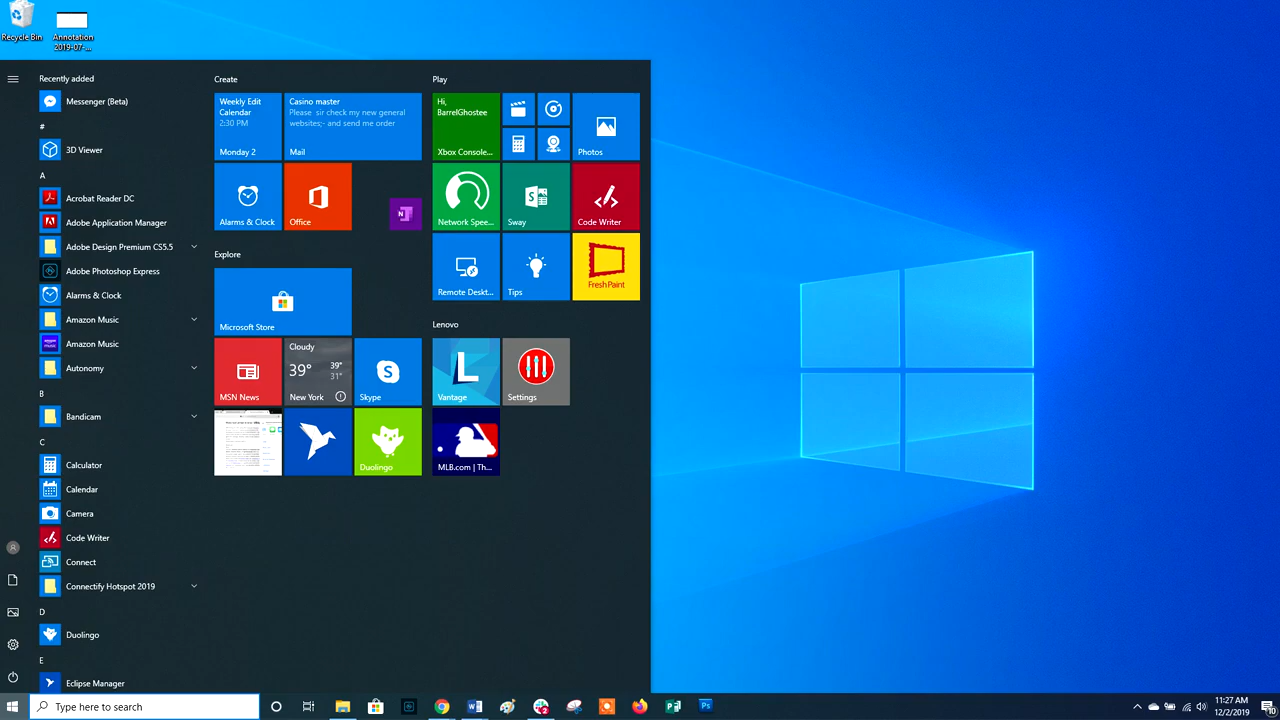 Recycle Bin
Annotation
2019-07-...
Recently added
Messenger (Beta)
#
3D Viewer
A
Acrobat Reader DC
Adobe Application Manager
Adobe Design Premium CS5.5
Adobe Photoshop Express
Alarms & Clock
Amazon Music
Amazon Music
Autonomy
B
Bandicam
C
Calculator
Calendar
Camera
Code Writer
Connect
Connectify Hotspot 2019
D
Duolingo
E
Eclipse Manager
Create
Weekly Edit
Calendar
2:30 PM
Monday 2
Casino master
Please sir check my new general
websites;- and send me order
Mail
Alarms & Clock
Office
N
Explore
Microsoft Store
MSN News
Cloudy
39°
39°
31°
New York
Skype
Duolingo
Play
Hi,
BarrelGhostee
Xbox Console...
Photos
Network Spee...
Sway
Code Writer
Remote Deskt...
Tips
FreshPaint
Lenovo
L
Vantage
Settings
MLB.com | Th...
Type here to search
11:27 AM
12/2/2019